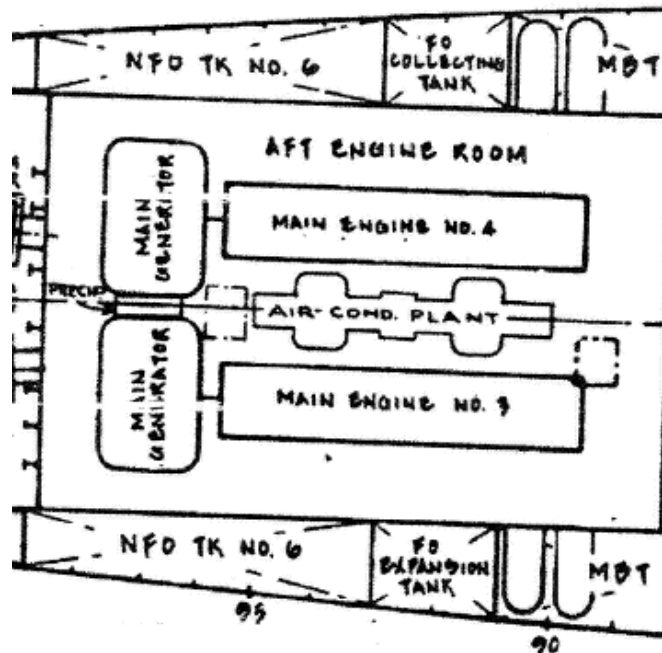 NFO TK NO. 6
FO
COLLECTING
TANK
MBT
AFT ENGINE ROOM
MAIN
GENERITOR
MAIN ENGINE NO. 4
AIR-COND. PLANT
MAIN
GENERATOR
MAIN ENGINE NO. 3
NFO TK NO. 6
FO
EXPANSION
TANK
MBT
95
90